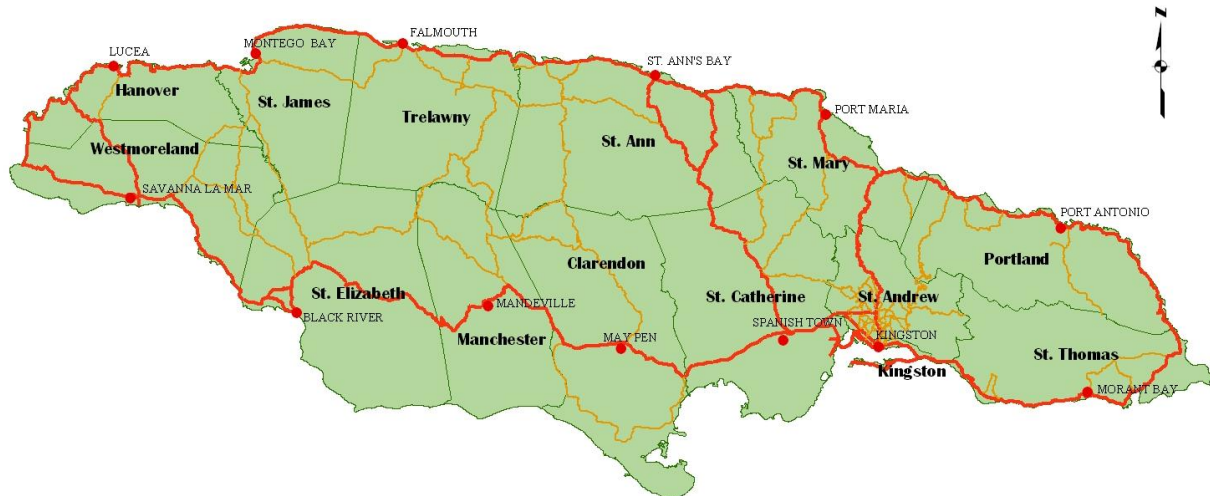 N
FALMOUTH
MONTEGO BAY
LUCEA
ST. ANN'S BAY
Hanover
St. James
Trelawny
PORT MARIA
St. Ann
Westmoreland
St. Mary
SAVANNA LA MAR
PORT ANTONIO
Portland
Clarendon
St. Elizabeth
St. Catherine
St. Andrew
MANDEVILLE
BLACK RIVER
SPANISH TOWN
KINGSTON
Manchester
MAY PEN
St. Thomas
Kingston
MORANT BAY